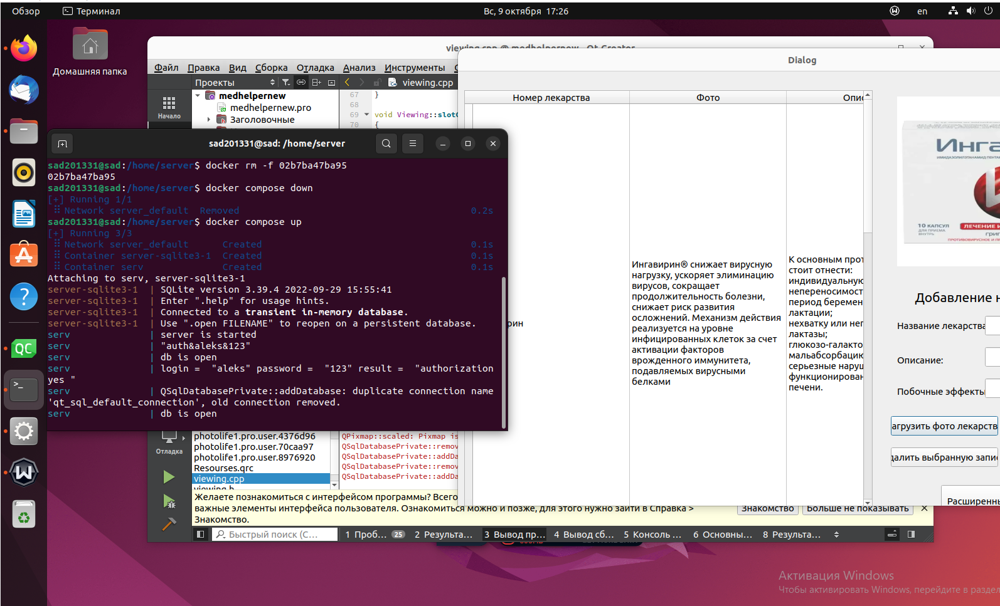 Обзор
Терминал
Вс, 9 октября 17:26
en
Домашняя папка
viewing.cpp @ medhelpernew - Qt Creator
Файл Правка Вид Сборка Отладка Анализ Инструменты
Проекты
viewing.cpp
Начало
medhelpernew
medhelpernew.pro
Заголовочные
67 }
68
69 void Viewing::slot
70 {
sad201331@sad: /home/server
sad201331@sad:/home/server$ docker rm -f 02b7ba47ba95
02b7ba47ba95
sad201331@sad:/home/server$ docker compose down
[+] Running 1/1
⠿ Network server_default Removed 0.2s
sad201331@sad:/home/server$ docker compose up
[+] Running 3/3
⠿ Network server_default Created 0.1s
⠿ Container server-sqlite3-1 Created 0.1s
⠿ Container serv Created 0.1s
Attaching to serv, server-sqlite3-1
server-sqlite3-1 | SQLite version 3.39.4 2022-09-29 15:55:41
server-sqlite3-1 | Enter ".help" for usage hints.
server-sqlite3-1 | Connected to a transient in-memory database.
server-sqlite3-1 | Use ".open FILENAME" to reopen on a persistent database.
serv | server is started
serv | "auth&aleks&123"
serv | db is open
serv | login = "aleks" password = "123" result = "authorization
yes "
serv | QSqlDatabasePrivate::addDatabase: duplicate connection name
'qt_sql_default_connection', old connection removed.
serv | db is open
Отладка
photolife1.pro.user.4376d96
photolife1.pro.user.70caa97
photolife1.pro.user.8976920
Resourses.qrc
viewing.cpp
viewing.h
QPixmap::scaled: Pixmap is
QSqlDatabasePrivate::remov
QSqlDatabasePrivate::addDa
QSqlDatabasePrivate::remov
QSqlDatabasePrivate::addDa
Желаете познакомиться с интерфейсом программы? Всего
важные элементы интерфейса пользователя. Ознакомиться можно и позже, для этого нужно зайти в Справка >
Знакомство.
Знакомство
Больше не показывать
Быстрый поиск (С...
1 Проб... 25
2 Результа...
3 Вывод пр...
4 Вывод сб...
5 Консоль ...
6 Основны...
8 Результа...
Dialog
Номер лекарства
Фото
Опис
рин
Ингавирин® снижает вирусную
нагрузку, ускоряет элиминацию
вирусов, сокращает
продолжительность болезни,
снижает риск развития
осложнений. Механизм действия
реализуется на уровне
инфицированных клеток за счет
активации факторов
врожденного иммунитета,
подавляемых вирусными
белками
К основным прот
стоит отнести:
индивидуальную
непереносимост
период беремен
лактации;
нехватку или неп
лактазы;
глюкозо-галакто
мальабсорбацию
серьезные наруш
функционирован
печени.
Инга
ИМИДАЗОЛИЛЭТАНАМИД ПЕНТА
10 КАПСУЛ
ДЛЯ ПРИЕМА
ВНУТРЬ
ЛЕЧЕНИЕ И
ГРИ
ПРОТИВОВИРУСНОЕ И П
Добавление н
Название лекарства
Описание:
Побочные эффекты
агрузить фото лекарств
далить выбранную запи
Расширенны
Активация Windows
Чтобы активировать Windows, перейдите в раздел